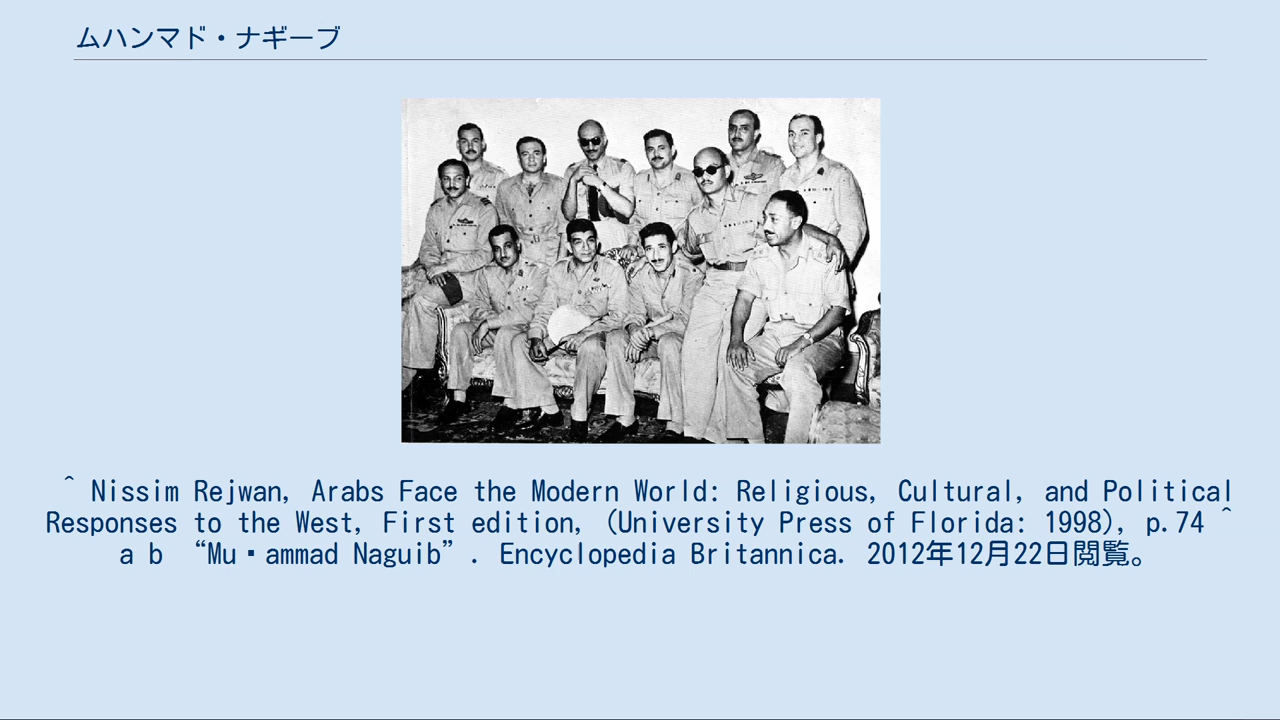 ムハンマド・ナギーブ
^ Nissim Rejwan, Arabs Face the Modern World: Religious, Cultural, and Political
Responses to the West, First edition, (University Press of Florida: 1998), p.74 ^
a b “Mu▪ammad Naguib”. Encyclopedia Britannica. 2012年12月22日閲覧。